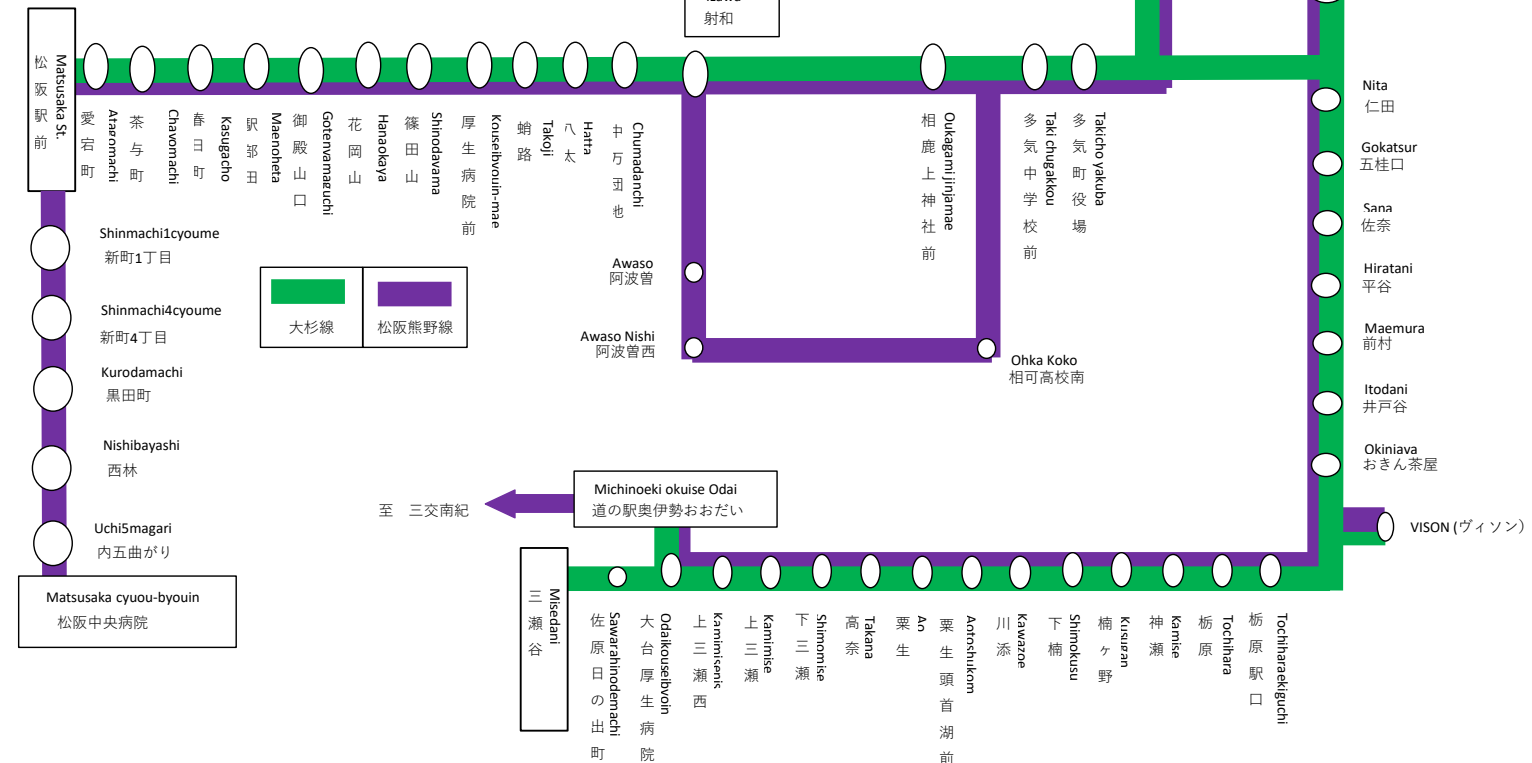 射和
Matsusaka St.
松阪駅前
Atagomachi
愛宕町
Chayomachi
茶与町
Kasugacho
春日町
Maenoheta
駅部田
Gotenyamaguchi
御殿山口
Hanaokaya
花岡山
Shinodayama
篠田山
Kouseibyouin-mae
厚生病院前
Takoji
蛸路
Hatta
八太
Chumadanchi
中万団地
Oukagami jinjamae
相鹿上神社前
Taki chugakkou
多気中学校前
Takicho yakuba
多気町役場
Nita
仁田
Gokatsur
五桂口
Sana
佐奈
Hiratani
平谷
Maemura
前村
Itodani
井戸谷
Okiniava
おきん茶屋
VISON (ヴィソン)
Shinmachi1cyoume
新町1丁目
Shinmachi4cyoume
新町4丁目
Kurodamachi
黒田町
Nishibayashi
西林
Uchi5magari
内五曲がり
Matsusaka cyuou-byouin
松阪中央病院
大杉線
松阪熊野線
Awaso
阿波曽
Awaso Nishi
阿波曽西
Ohka Koko
相可高校南
至　三交南紀
Michinoeki okuise Odai
道の駅奥伊勢おおだい
Misedani
三瀬谷
Sawarahinodemachi
佐原日の出町
Odaikouseibyoin
大台厚生病院
Kamimisenis
上三瀬西
Kamimise
上三瀬
Shimomise
下三瀬
Takana
高奈
Ao
粟生
Aotoshukom
粟生頭首湖前
Kawazoe
川添
Shimokusu
下楠
Kusugan
楠ヶ野
Kamise
神瀬
Tochihara
栃原
Tochiharaekiguchi
栃原駅口